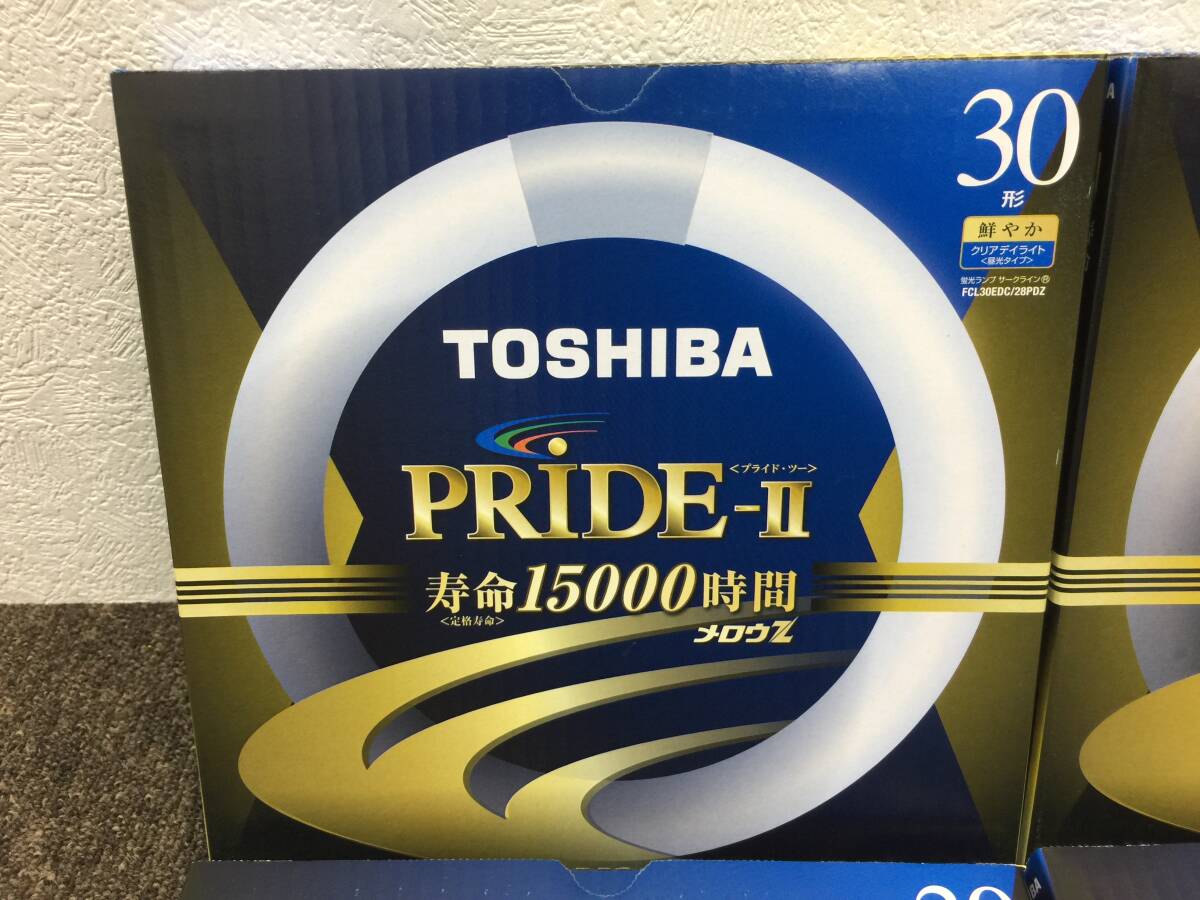 30
形
鮮やか
クリアデイライト
<昼光タイプ>
蛍光ランプ サークライン®
FCL30EDC/28PDZ
TOSHIBA
<プライド・ツー>
PRIDE-II
寿命15000時間
<定格寿命>
メロウZ
A
30
A